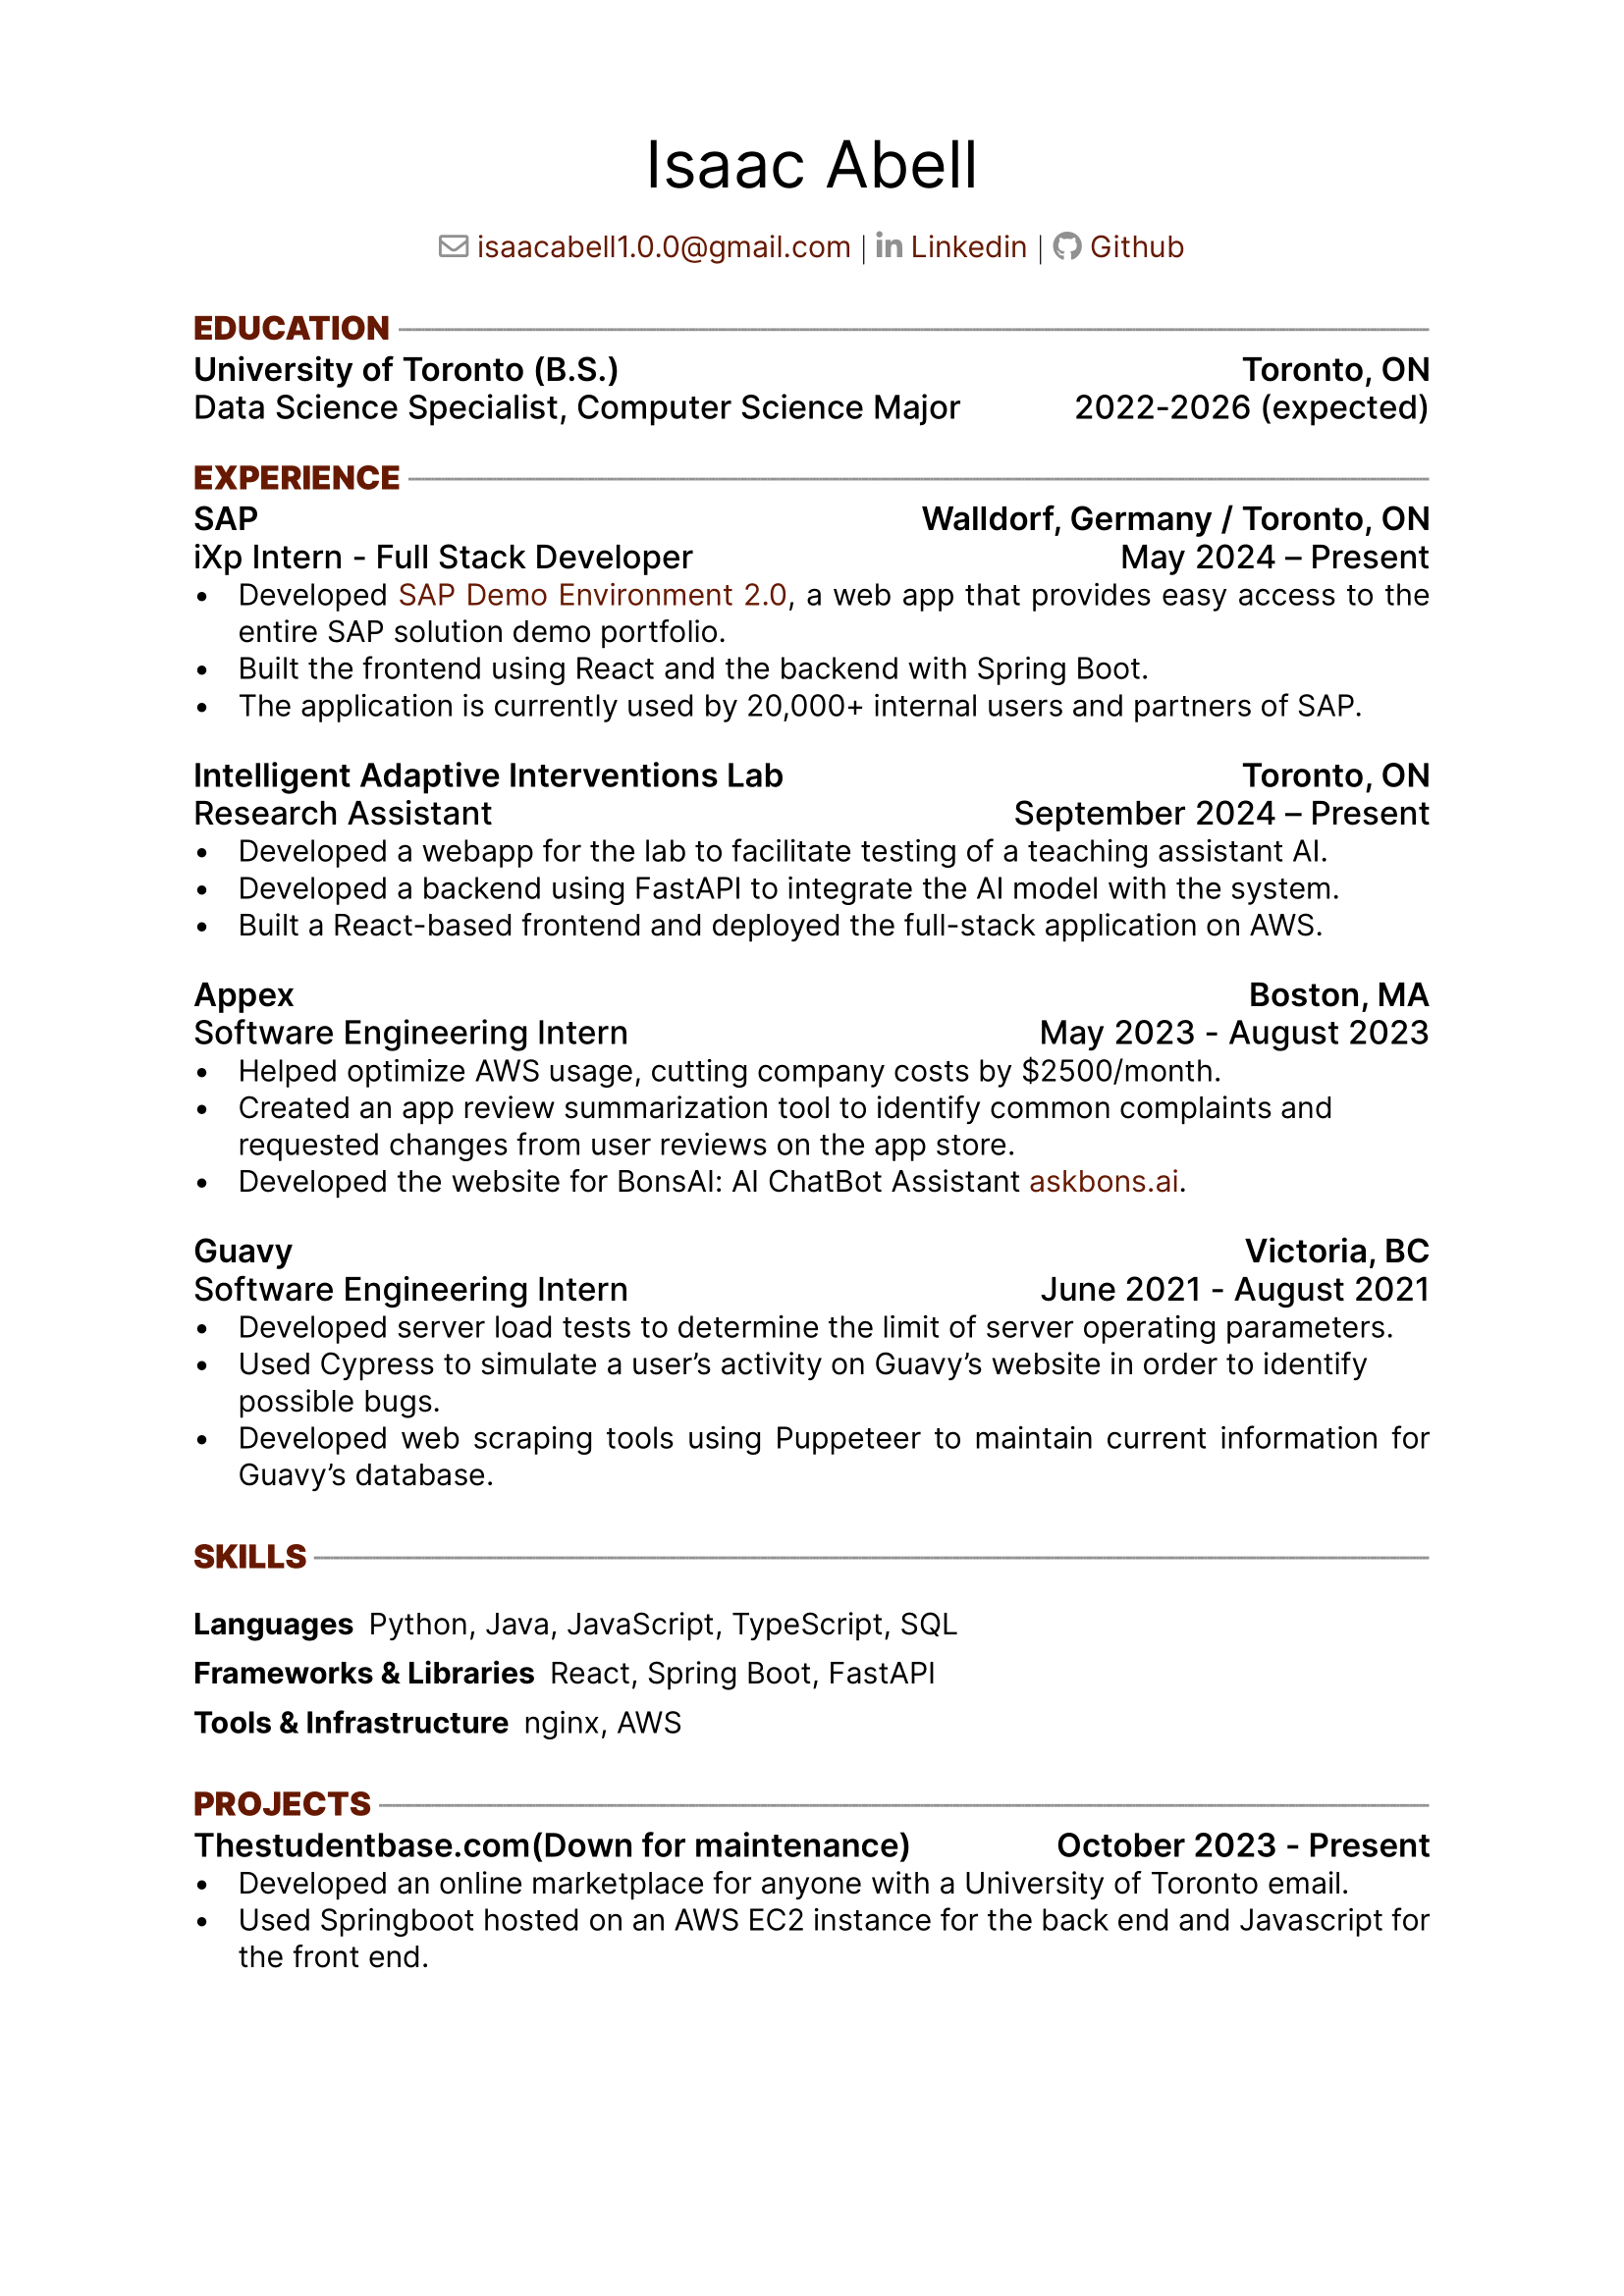 Isaac Abell
isaacabell1.0.0@gmail.com | Linkedin | Github
EDUCATION
University of Toronto (B.S.) Toronto, ON
Data Science Specialist, Computer Science Major 2022-2026 (expected)
EXPERIENCE
SAP Walldorf, Germany / Toronto, ON
iXp Intern - Full Stack Developer May 2024 – Present
• Developed SAP Demo Environment 2.0, a web app that provides easy access to the
entire SAP solution demo portfolio.
• Built the frontend using React and the backend with Spring Boot.
• The application is currently used by 20,000+ internal users and partners of SAP.
Intelligent Adaptive Interventions Lab Toronto, ON
Research Assistant September 2024 – Present
• Developed a webapp for the lab to facilitate testing of a teaching assistant AI.
• Developed a backend using FastAPI to integrate the AI model with the system.
• Built a React-based frontend and deployed the full-stack application on AWS.
Appex Boston, MA
Software Engineering Intern May 2023 - August 2023
• Helped optimize AWS usage, cutting company costs by $2500/month.
• Created an app review summarization tool to identify common complaints and
requested changes from user reviews on the app store.
• Developed the website for BonsAI: AI ChatBot Assistant askbons.ai.
Guavy Victoria, BC
Software Engineering Intern June 2021 - August 2021
• Developed server load tests to determine the limit of server operating parameters.
• Used Cypress to simulate a user’s activity on Guavy’s website in order to identify
possible bugs.
• Developed web scraping tools using Puppeteer to maintain current information for
Guavy’s database.
SKILLS
Languages Python, Java, JavaScript, TypeScript, SQL
Frameworks & Libraries React, Spring Boot, FastAPI
Tools & Infrastructure nginx, AWS
PROJECTS
Thestudentbase.com(Down for maintenance) October 2023 - Present
• Developed an online marketplace for anyone with a University of Toronto email.
• Used Springboot hosted on an AWS EC2 instance for the back end and Javascript for
the front end.